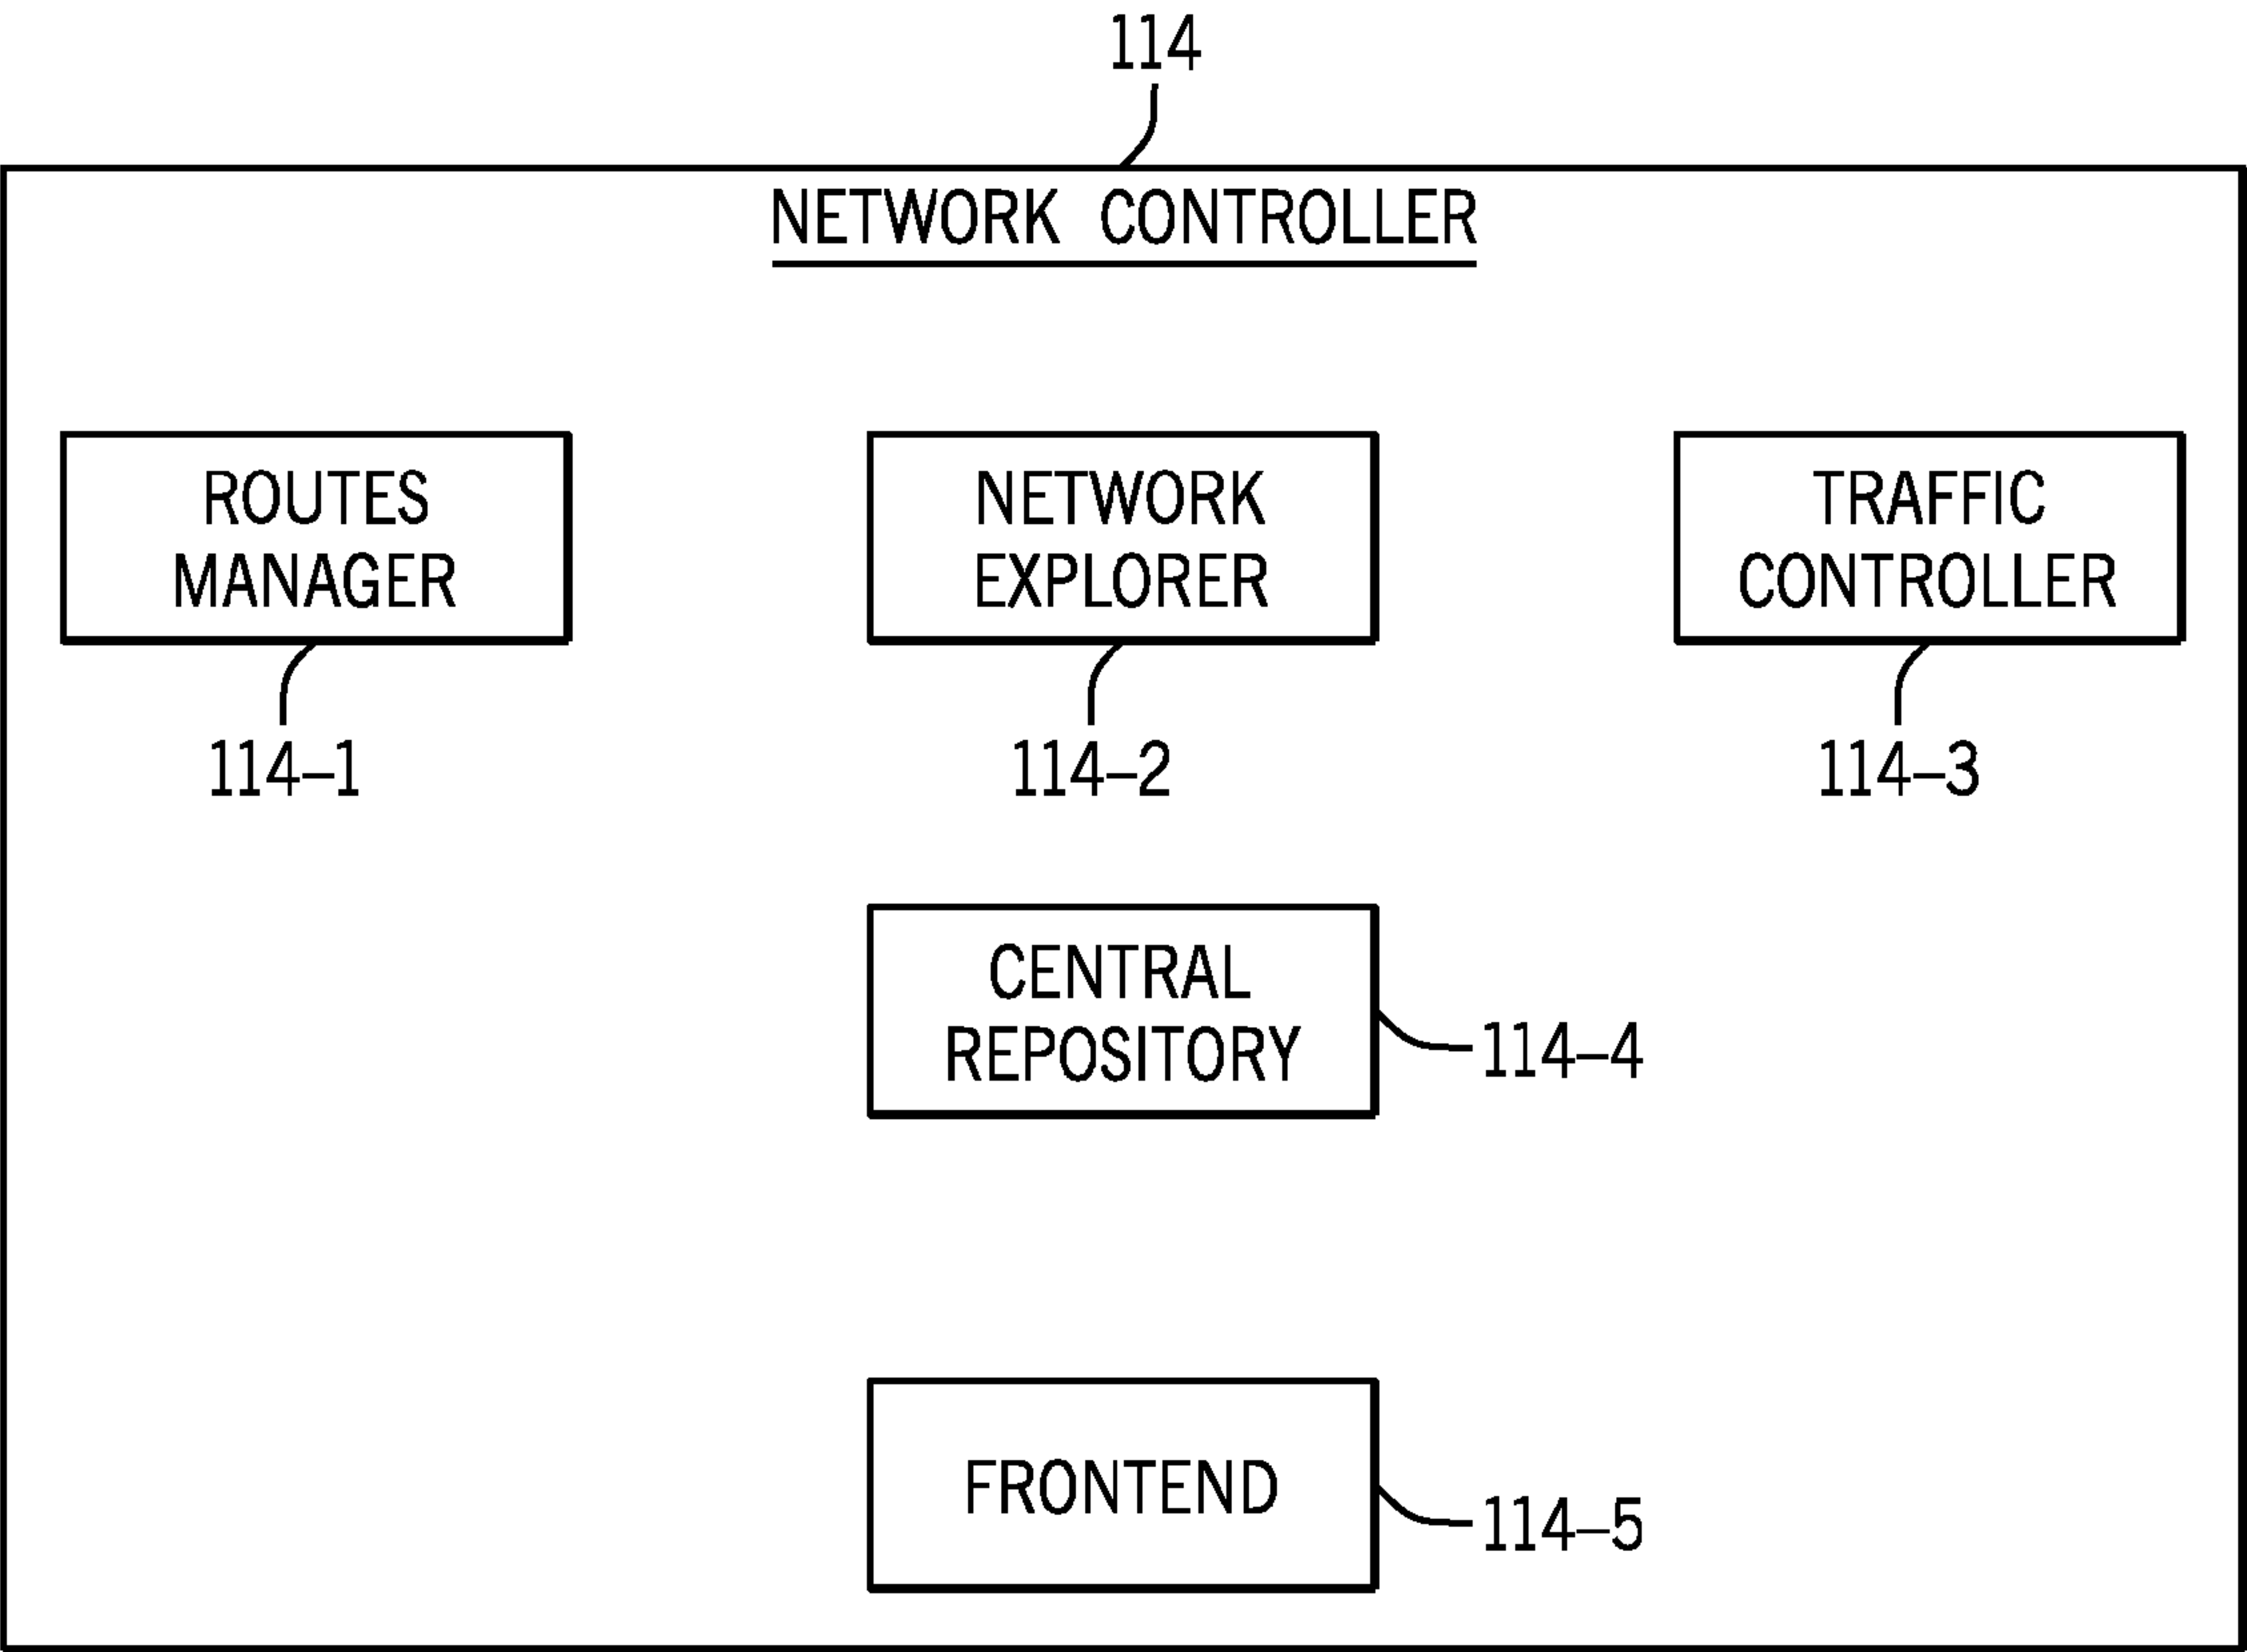 114
NETWORK CONTROLLER
ROUTES
MANAGER
114–1
NETWORK
EXPLORER
114–2
TRAFFIC
CONTROLLER
114–3
CENTRAL
REPOSITORY
114–4
FRONTEND
114–5